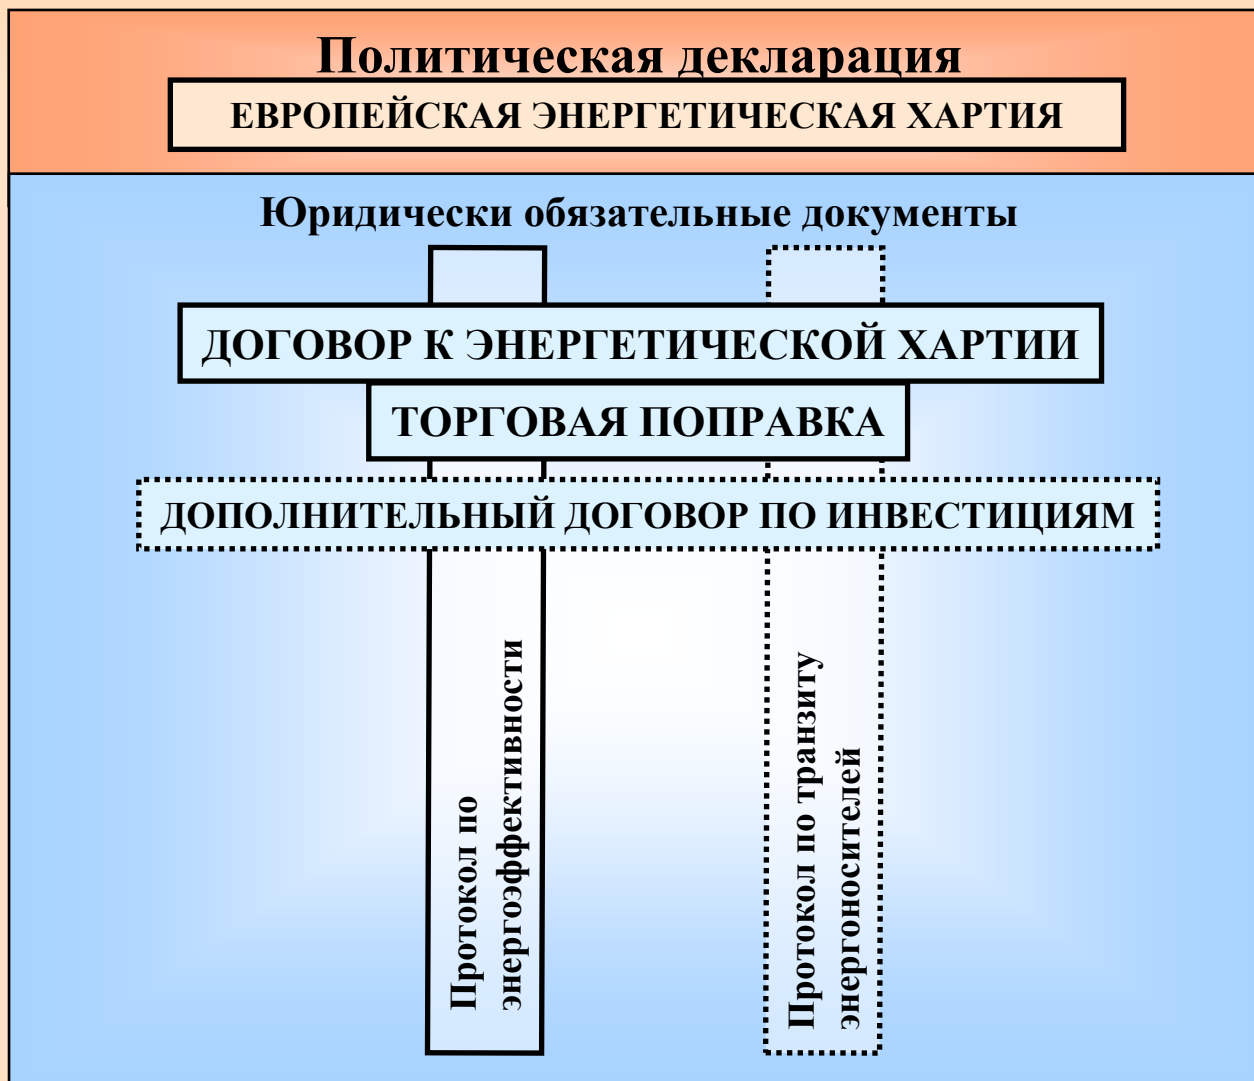 Политическая декларация
ЕВРОПЕЙСКАЯ ЭНЕРГЕТИЧЕСКАЯ ХАРТИЯ
Юридически обязательные документы
ДОГОВОР К ЭНЕРГЕТИЧЕСКОЙ ХАРТИИ
ТОРГОВАЯ ПОПРАВКА
ДОПОЛНИТЕЛЬНЫЙ ДОГОВОР ПО ИНВЕСТИЦИЯМ
Протокол по
энергоэффективности
Протокол по транзиту
энергоносителей